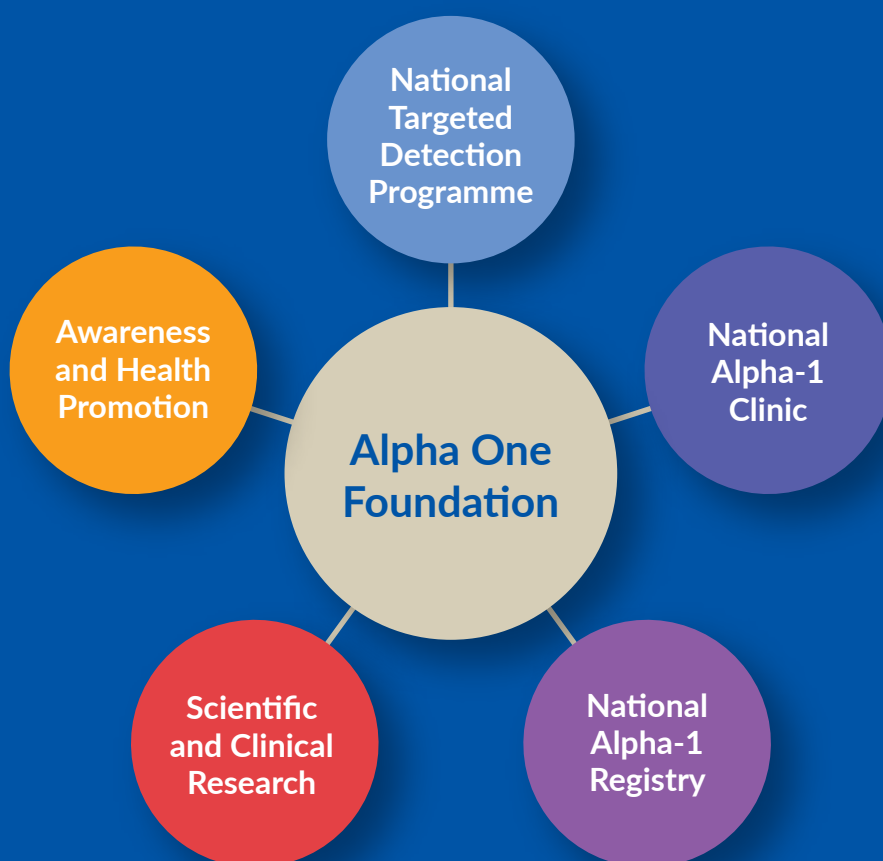 National
Targeted
Detection
Programme
Awareness
and Health
Promotion
National
Alpha-1
Clinic
Alpha One
Foundation
Scientific
and Clinical
Research
National
Alpha-1
Registry